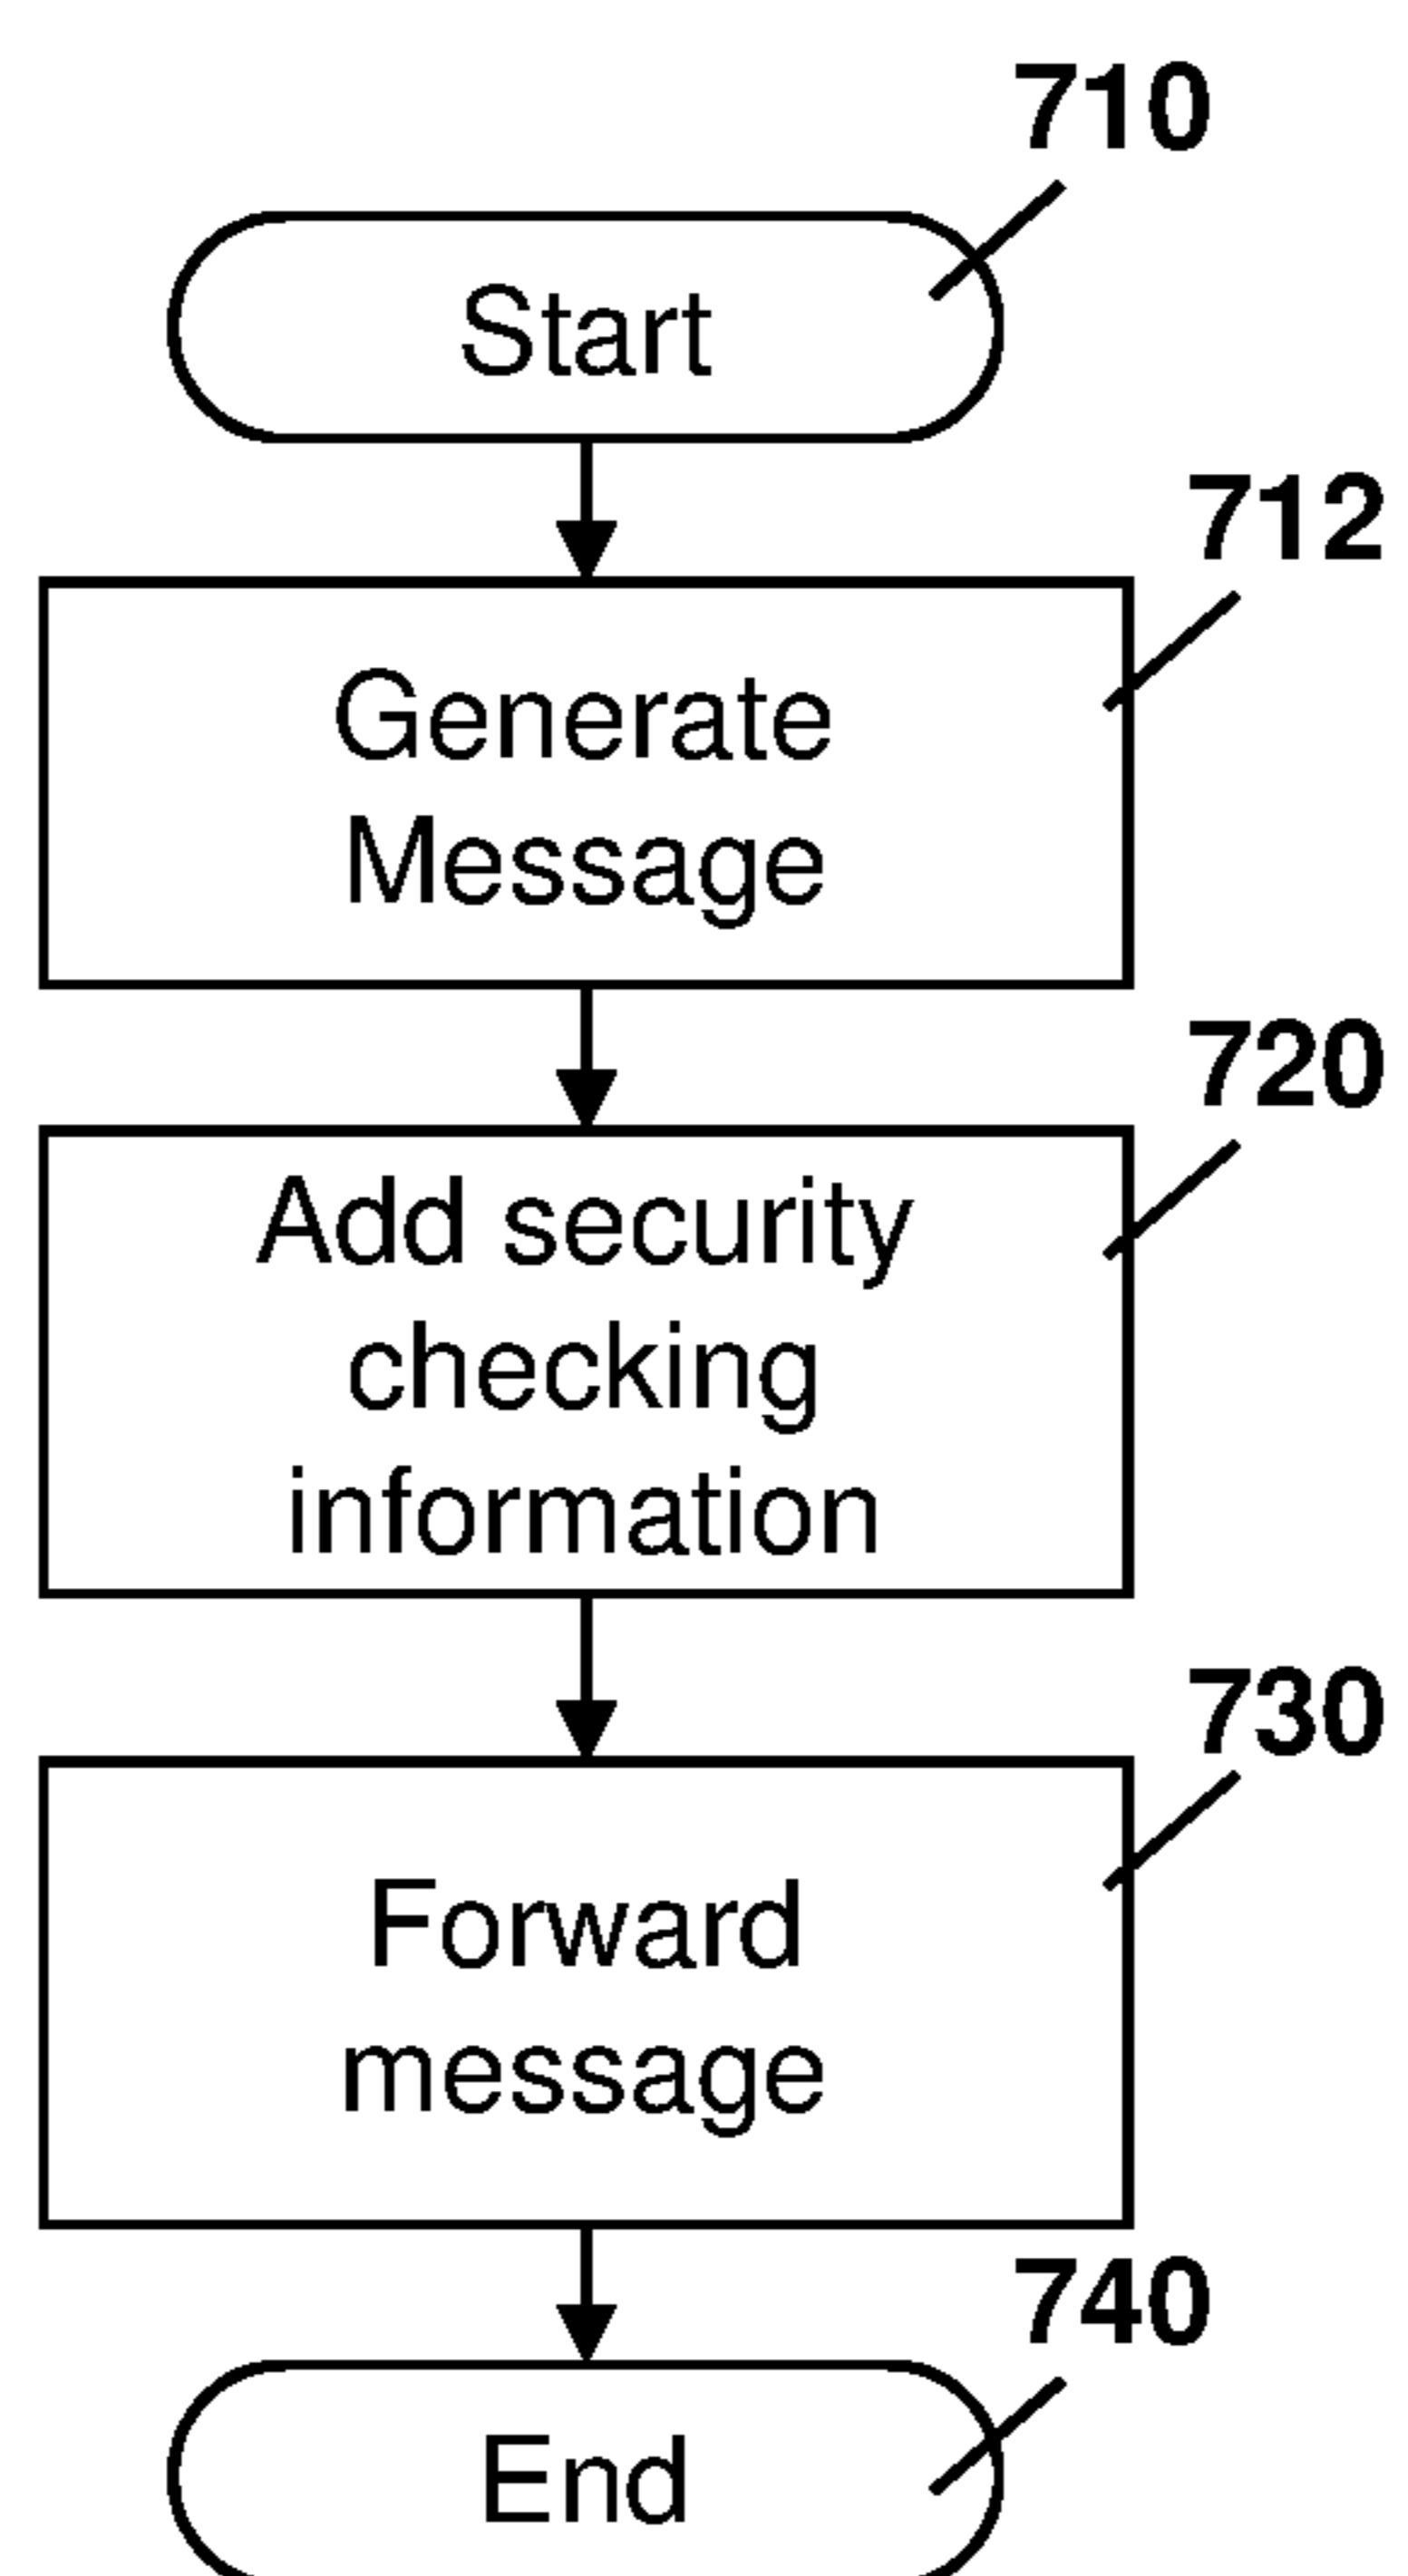 710
Start
712
Generate
Message
720
Add security
checking
information
730
Forward
message
740
End